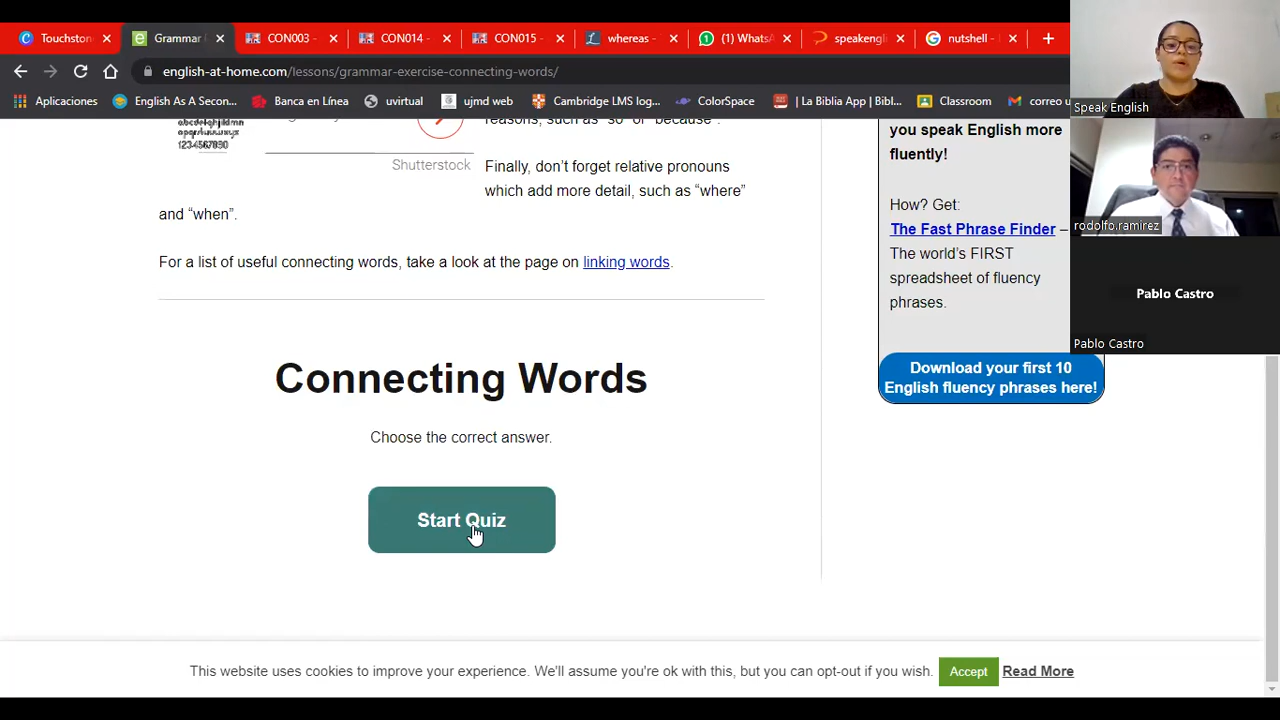 Touchston
Grammar
CON003 -
CON014 -
CON015 -
whereas -
(1) Whats
speakengl
nutshell -
english-at-home.com/lessons/grammar-exercise-connecting-words/
Aplicaciones
English As A Secon...
Banca en Línea
uvirtual
ujmd web
Cambridge LMS log...
ColorSpace
| La Biblia App | Bibl...
Classroom
correo u
Speak English
rodolfo.ramirez
Pablo Castro
Pablo Castro
abcdefghijklmd
1234567890
reasons, such as "so" or "because".
Shutterstock
Finally, don't forget relative pronouns
which add more detail, such as "where"
and "when".
For a list of useful connecting words, take a look at the page on linking words.
Connecting Words
Choose the correct answer.
Start Quiz
you speak English more
fluently!
How? Get:
The Fast Phrase Finder –
The world's FIRST
spreadsheet of fluency
phrases.
Download your first 10
English fluency phrases here!
This website uses cookies to improve your experience. We'll assume you're ok with this, but you can opt-out if you wish.
Accept
Read More